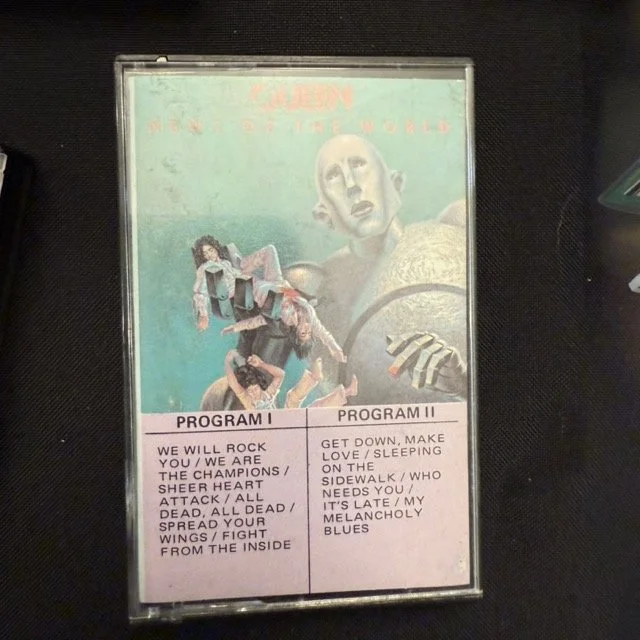 QUEEN
NEWS OF THE WORLD
PROGRAM I
WE WILL ROCK
YOU / WE ARE
THE CHAMPIONS /
SHEER HEART
ATTACK / ALL
DEAD, ALL DEAD /
SPREAD YOUR
WINGS / FIGHT
FROM THE INSIDE
PROGRAM II
GET DOWN, MAKE
LOVE / SLEEPING
ON THE
SIDEWALK / WHO
NEEDS YOU /
IT'S LATE / MY
MELANCHOLY
BLUES